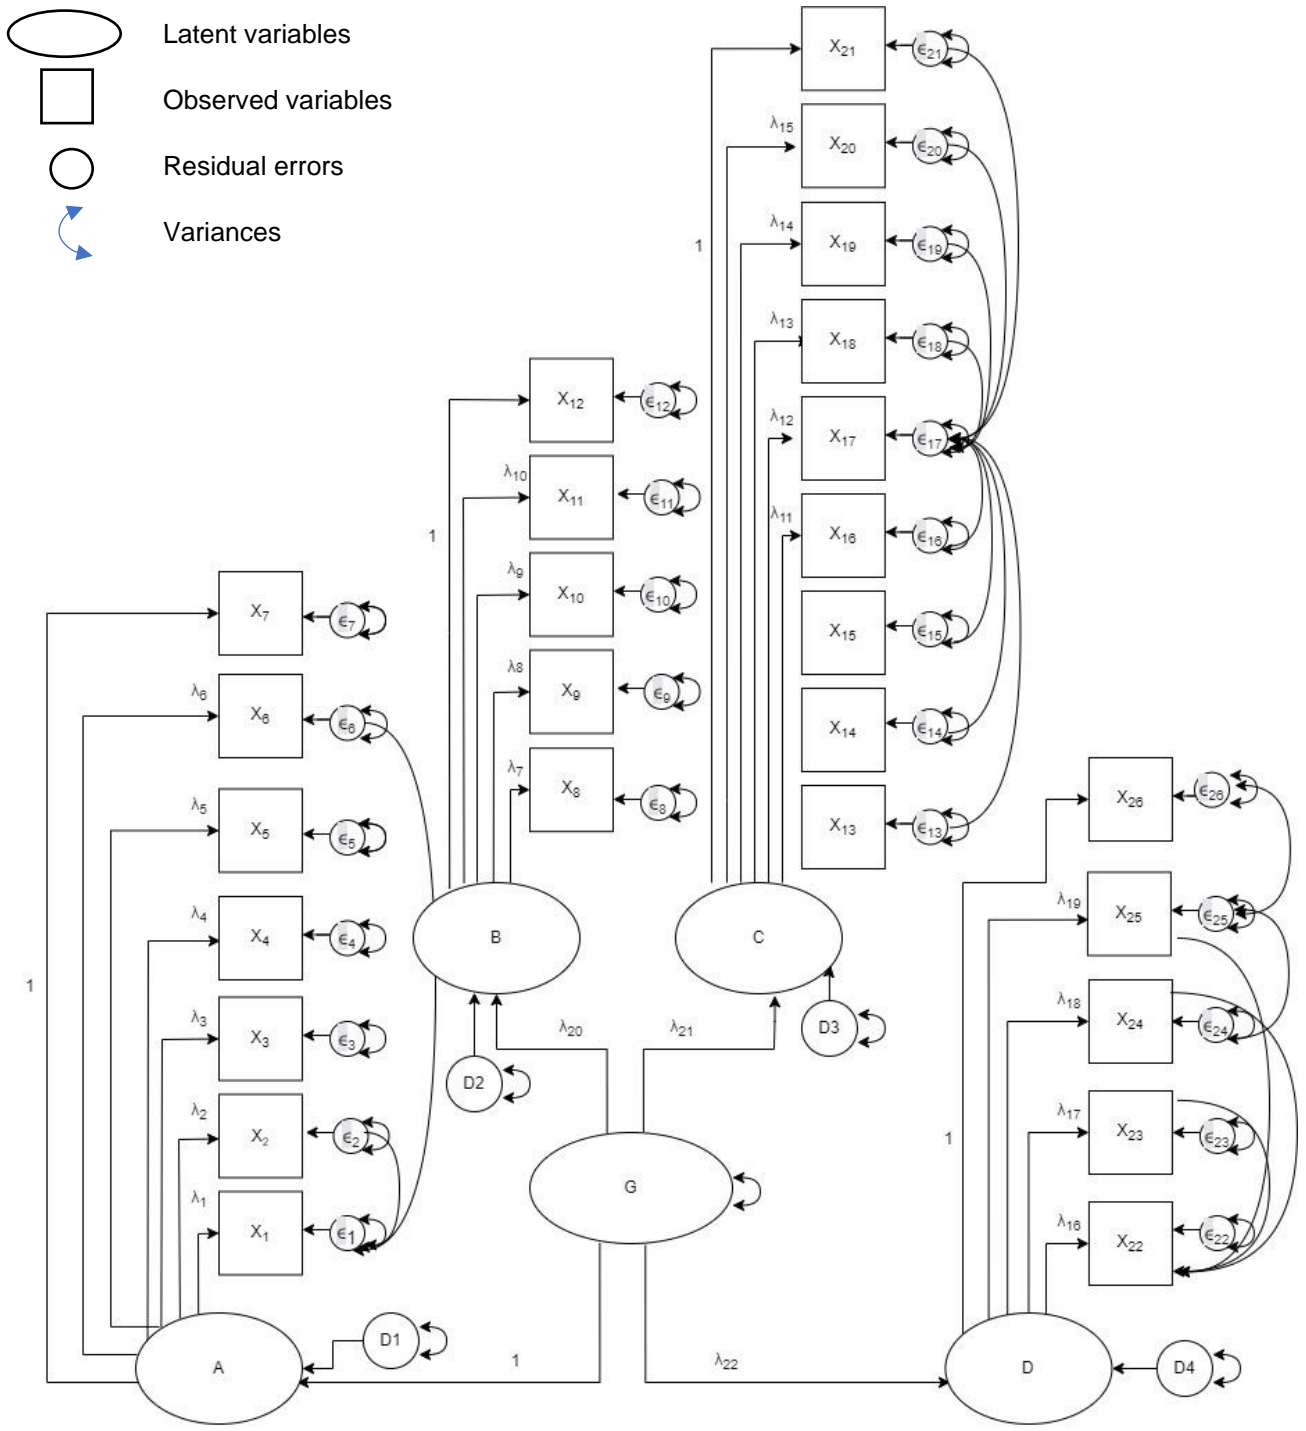 Latent variables
Observed variables
Residual errors
Variances
X₂₁
ϵ₂₁
λ₁₅
X₂₀
ϵ₂₀
λ₁₄
X₁₉
ϵ₁₉
1
λ₁₃
X₁₈
ϵ₁₈
λ₁₂
X₁₇
ϵ₁₇
λ₁₁
X₁₆
ϵ₁₆
X₁₅
ϵ₁₅
X₁₄
ϵ₁₄
X₁₃
ϵ₁₃
C
D3
X₁₂
ϵ₁₂
λ₁₀
X₁₁
ϵ₁₁
1
λ₉
X₁₀
ϵ₁₀
λ₈
X₉
ϵ₉
λ₇
X₈
ϵ₈
B
D2
X₇
ϵ₇
λ₆
X₆
ϵ₆
λ₅
X₅
ϵ₅
λ₄
X₄
ϵ₄
1
λ₃
X₃
ϵ₃
λ₂
X₂
ϵ₂
λ₁
X₁
ϵ₁
A
D1
X₂₆
ϵ₂₆
λ₁₉
X₂₅
ϵ₂₅
λ₁₈
X₂₄
ϵ₂₄
λ₁₇
X₂₃
ϵ₂₃
1
λ₁₆
X₂₂
ϵ₂₂
D
D4
λ₂₀
λ₂₁
G
1
λ₂₂